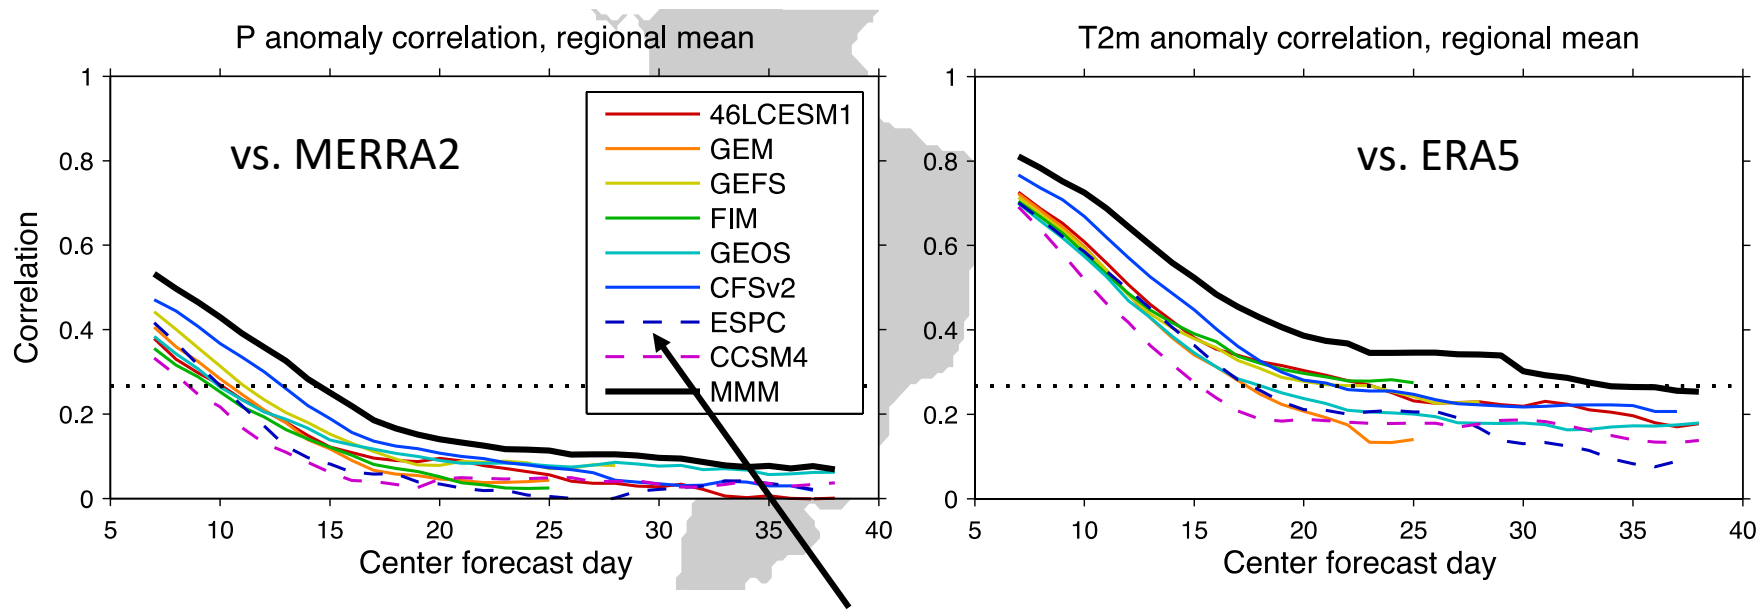 P anomaly correlation, regional mean
Correlation
1
0.8
0.6
0.4
0.2
0
vs. MERRA2
46LCESM1
GEM
GEFS
FIM
GEOS
CFSv2
ESPC
CCSM4
MMM
5 10 15 20 25 30 35 40
Center forecast day
T2m anomaly correlation, regional mean
1
0.8
0.6
0.4
0.2
0
vs. ERA5
5 10 15 20 25 30 35 40
Center forecast day